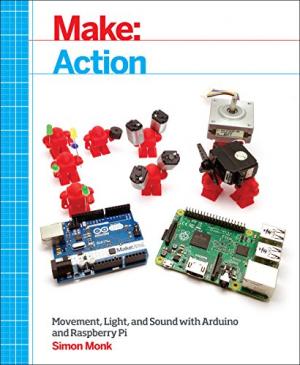 Make:
Action
Movement, Light, and Sound with Arduino
and Raspberry Pi
Simon Monk